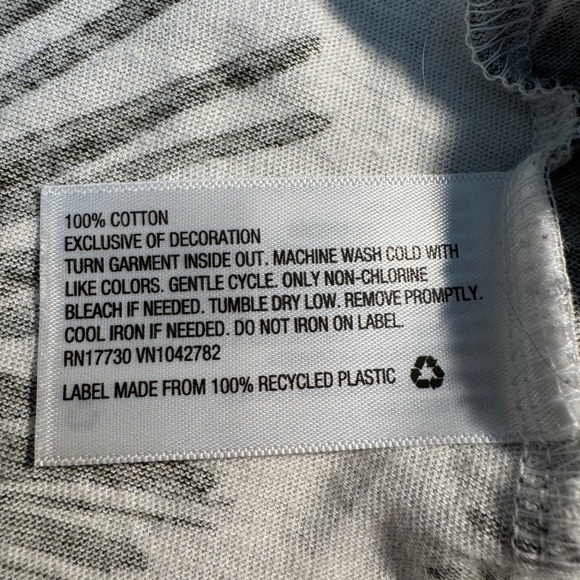 100% COTTON
EXCLUSIVE OF DECORATION
TURN GARMENT INSIDE OUT. MACHINE WASH COLD WITH
LIKE COLORS. GENTLE CYCLE. ONLY NON-CHLORINE
BLEACH IF NEEDED. TUMBLE DRY LOW. REMOVE PROMPTLY.
COOL IRON IF NEEDED. DO NOT IRON ON LABEL.
RN17730 VN1042782
LABEL MADE FROM 100% RECYCLED PLASTIC